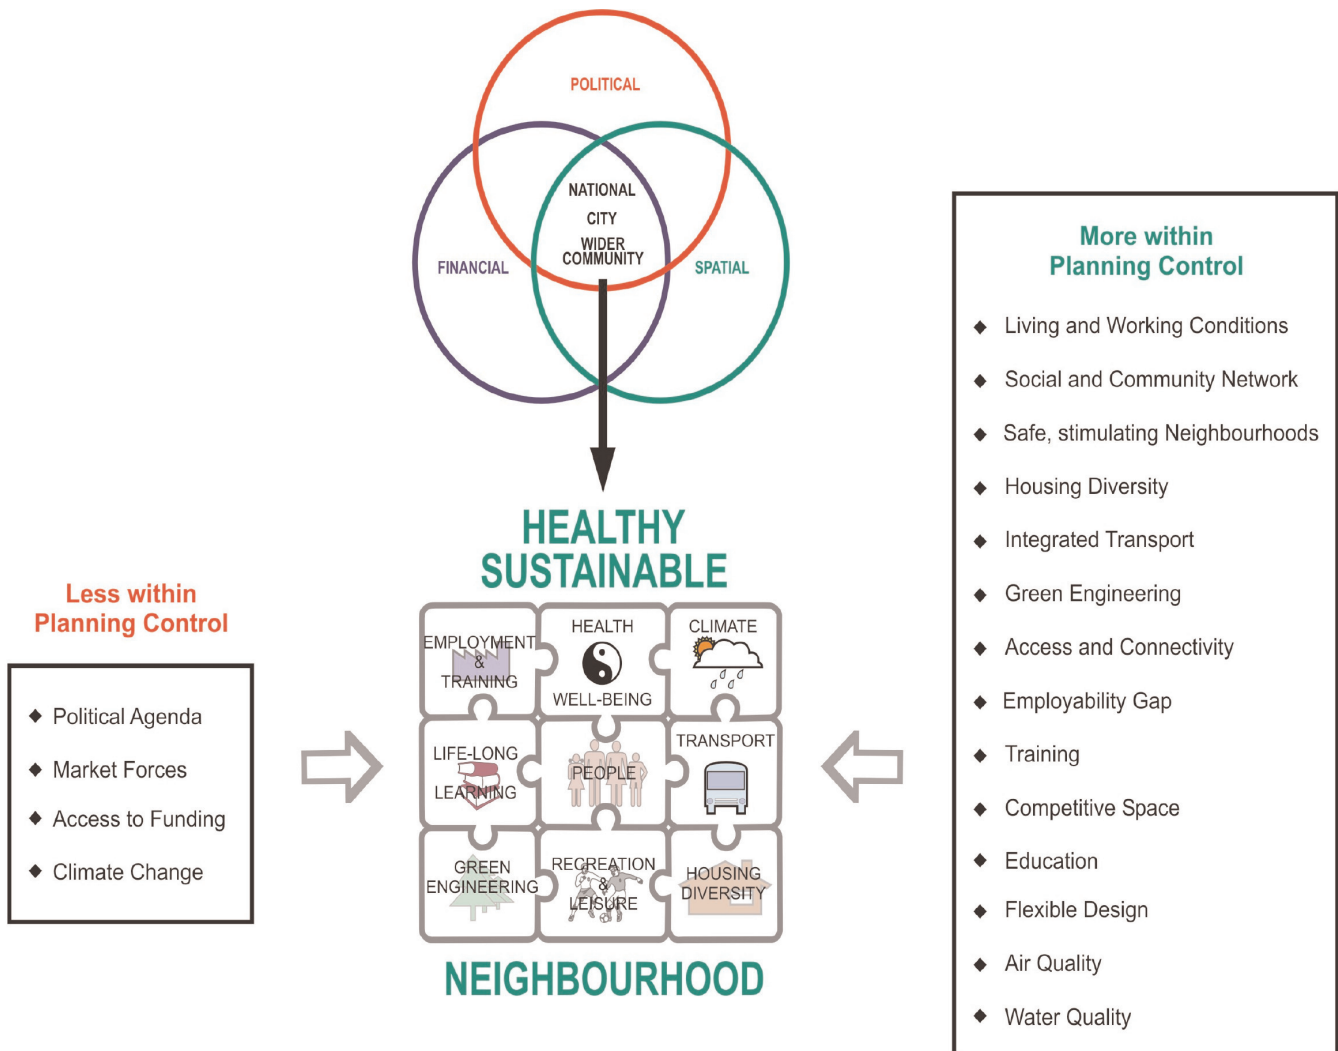 POLITICAL
NATIONAL
CITY
WIDER
COMMUNITY
FINANCIAL
SPATIAL
HEALTHY
SUSTAINABLE
EMPLOYMENT
&
TRAINING
HEALTH
WELL-BEING
CLIMATE
LIFE-LONG
LEARNING
PEOPLE
TRANSPORT
GREEN
ENGINEERING
RECREATION
&
LEISURE
HOUSING
DIVERSITY
NEIGHBOURHOOD
Less within
Planning Control
◆ Political Agenda
◆ Market Forces
◆ Access to Funding
◆ Climate Change
More within
Planning Control
◆ Living and Working Conditions
◆ Social and Community Network
◆ Safe, stimulating Neighbourhoods
◆ Housing Diversity
◆ Integrated Transport
◆ Green Engineering
◆ Access and Connectivity
◆ Employability Gap
◆ Training
◆ Competitive Space
◆ Education
◆ Flexible Design
◆ Air Quality
◆ Water Quality